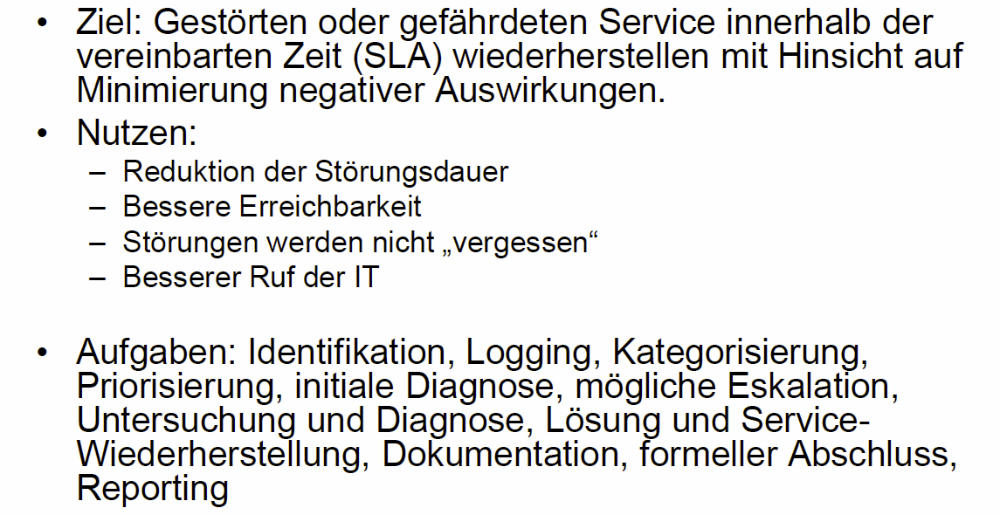 • Ziel: Gestörten oder gefährdeten Service innerhalb der
vereinbarten Zeit (SLA) wiederherstellen mit Hinsicht auf
Minimierung negativer Auswirkungen.
• Nutzen:
– Reduktion der Störungsdauer
– Bessere Erreichbarkeit
– Störungen werden nicht „vergessen“
– Besserer Ruf der IT
• Aufgaben: Identifikation, Logging, Kategorisierung,
Priorisierung, initiale Diagnose, mögliche Eskalation,
Untersuchung und Diagnose, Lösung und Service-
Wiederherstellung, Dokumentation, formeller Abschluss,
Reporting